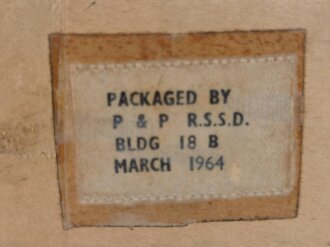 PACKAGED BY
P & P R.S.S.D.
BLDG 18 B
MARCH 1964